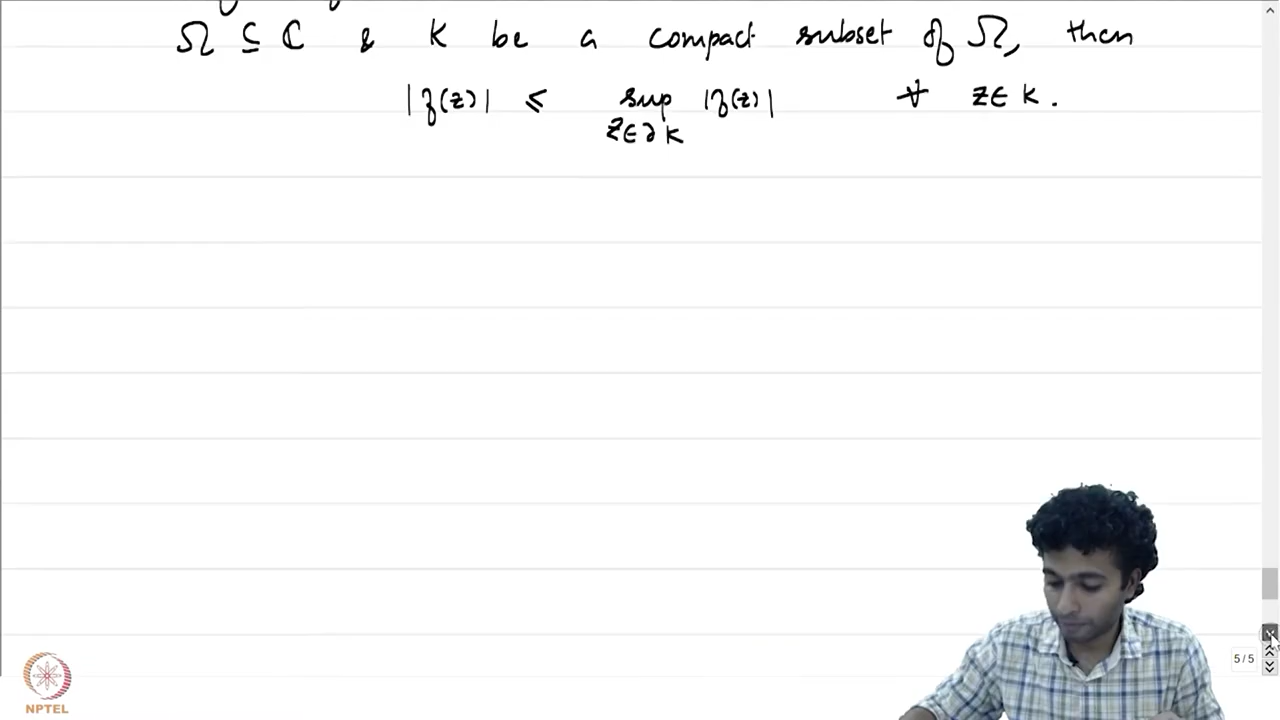 Ω ⊆ ℂ & K be a compact subset of Ω, then
|f(z)| ≤ sup |f(z)| ∀ z ∈ K.
z ∈ ∂K
5 / 5
NPTEL